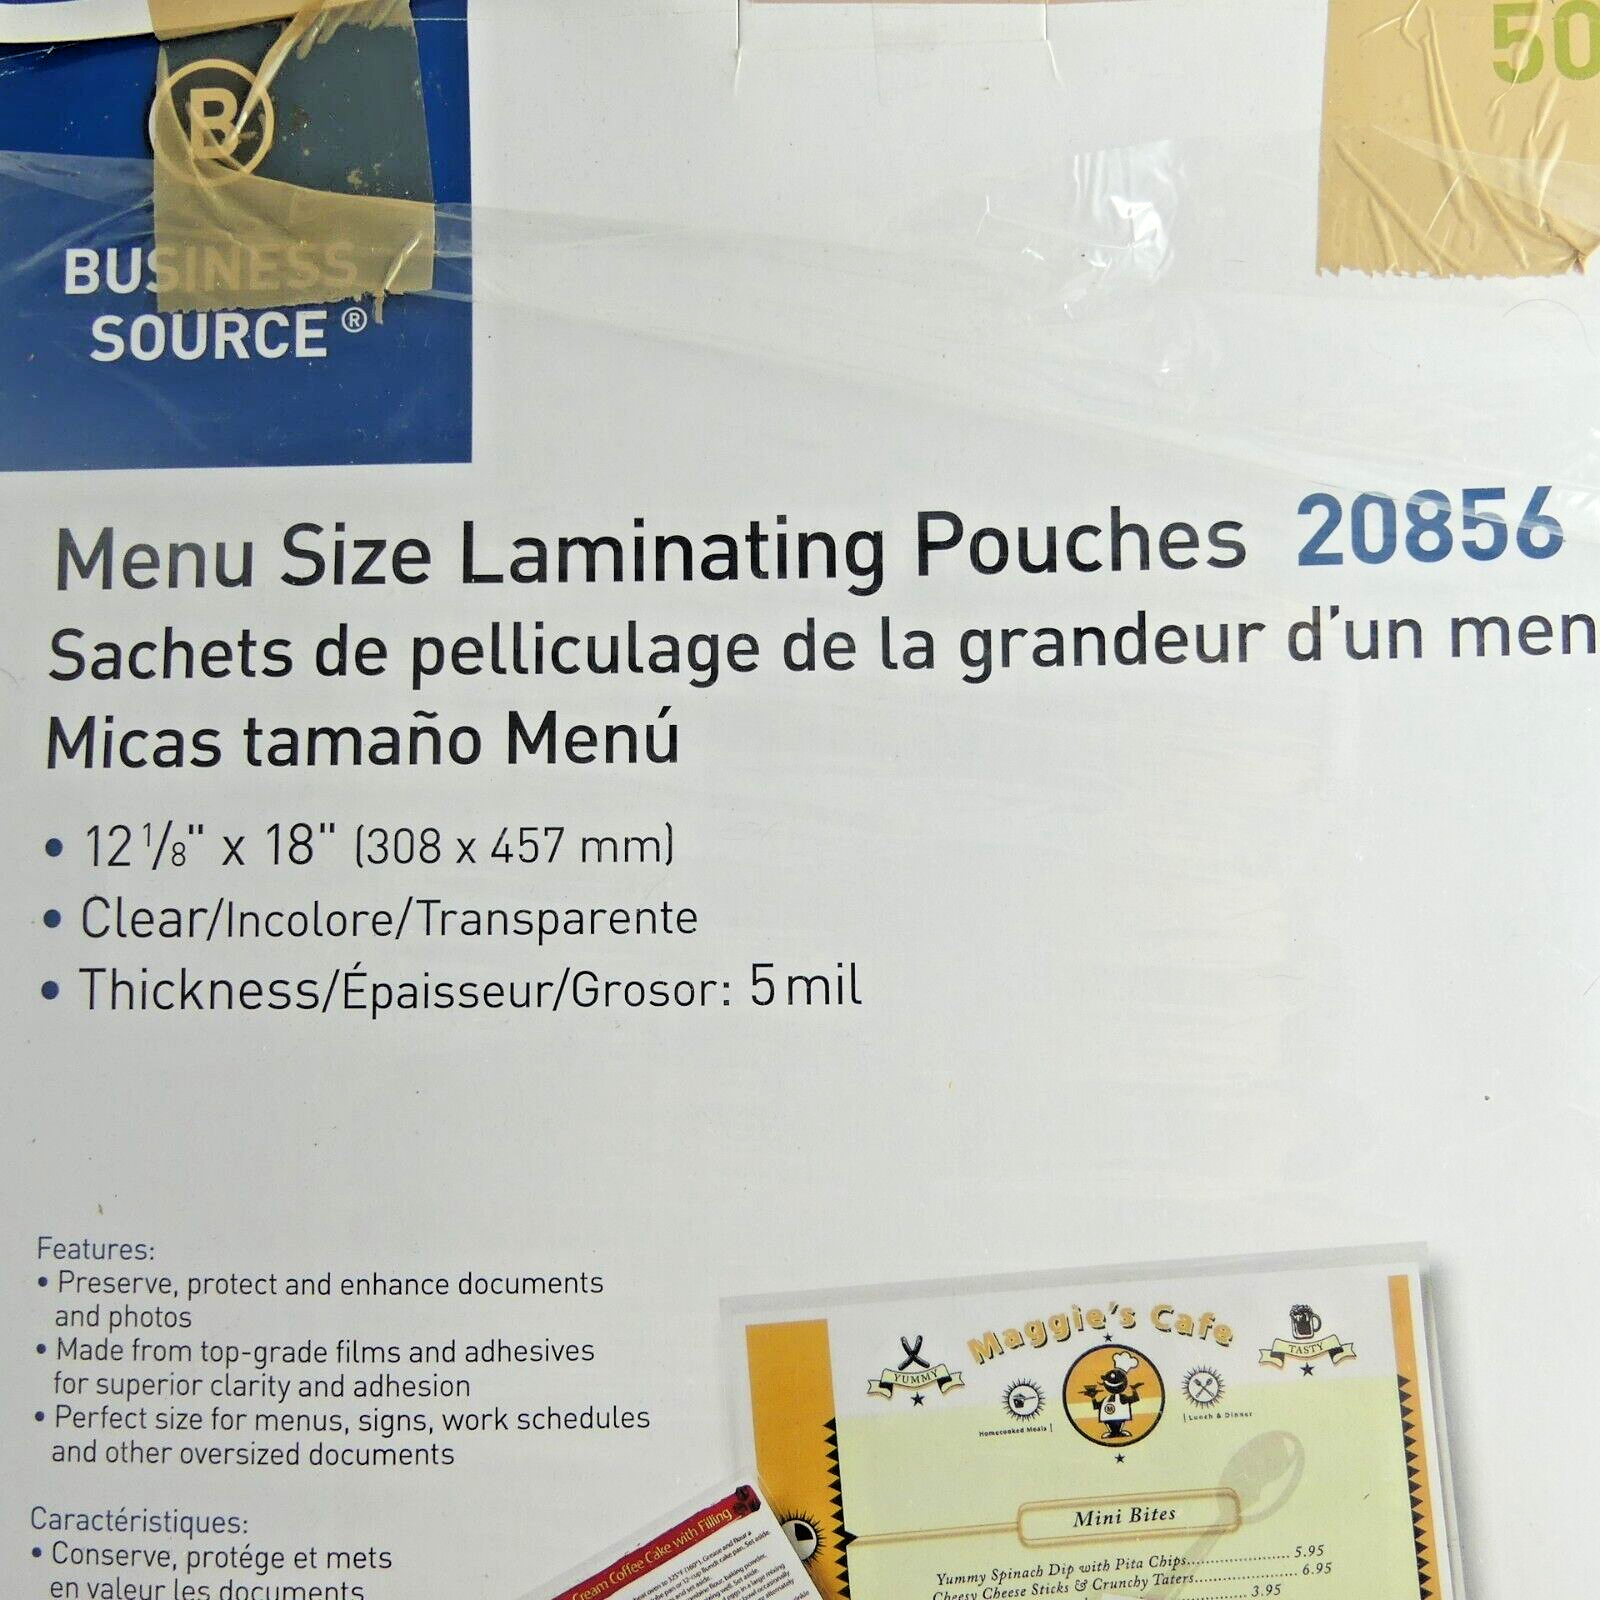 B
BUSINESS
SOURCE®
50
Menu Size Laminating Pouches 20856
Sachets de pelliculage de la grandeur d'un men
Micas tamaño Menú
• 12 1/8" x 18" (308 x 457 mm)
• Clear/Incolore/Transparente
• Thickness/Épaisseur/Grosor: 5 mil
Features:
• Preserve, protect and enhance documents
and photos
• Made from top-grade films and adhesives
for superior clarity and adhesion
• Perfect size for menus, signs, work schedules
and other oversized documents
Caractéristiques:
• Conserve, protége et mets
en valeur les documents
Maggie's Cafe
YUMMY
TASTY
Homecooked Meals
Lunch & Dinner
M
Mini Bites
Yummy Spinach Dip with Pita Chips........................ 5.95
Cheesy Cheese Sticks & Crunchy Taters........................ 6.95
3.95
Cream Coffee Cake with Filling